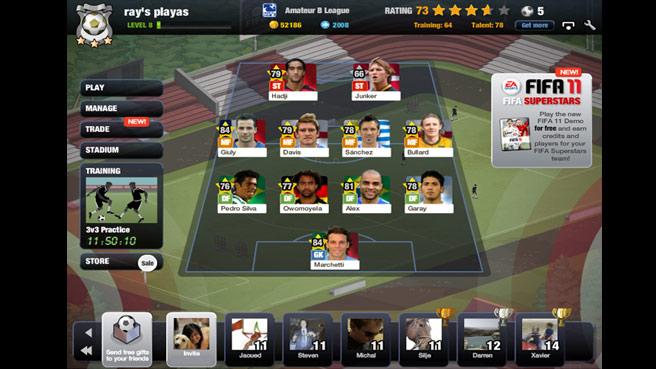 ray's playas
LEVEL 8
Amateur B League
52186
2008
RATING 73
Training: 64
Talent: 78
5
Get more
PLAY
MANAGE
TRADE
NEW!
STADIUM
TRAINING
3v3 Practice
11:50:10
STORE
Sale
79
ST
Hadji
66
ST
Junker
84
MF
Giuly
79
MF
Davis
78
MF
Sánchez
78
MF
Bullard
76
DF
Pedro Silva
77
DF
Owomoyela
81
DF
Alex
78
DF
Garay
84
GK
Marchetti
NEW!
EA
SPORTS
FIFA 11
FIFA SUPERSTARS
Play the new
FIFA 11 Demo
for free and earn
credits and
players for your
FIFA Superstars
team!
Send free gifts
to your friends
Invite
11
Jaoued
11
Steven
11
Michal
11
Silje
12
Darren
14
Xavier